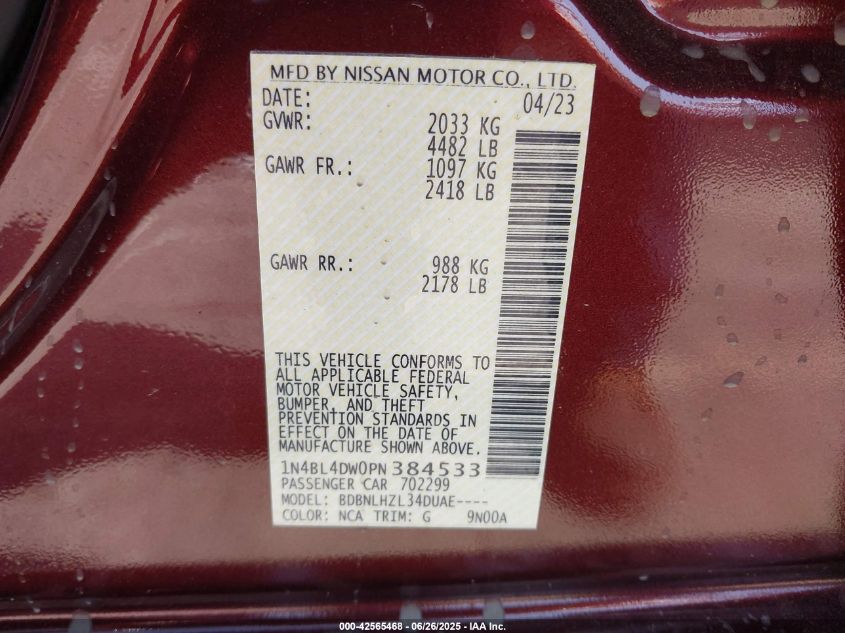 MFD BY NISSAN MOTOR CO., LTD.
DATE: 04/23
GVWR: 2033 KG
4482 LB
GAWR FR.: 1097 KG
2418 LB
GAWR RR.: 988 KG
2178 LB
THIS VEHICLE CONFORMS TO
ALL APPLICABLE FEDERAL
MOTOR VEHICLE SAFETY,
BUMPER, AND THEFT
PREVENTION STANDARDS IN
EFFECT ON THE DATE OF
MANUFACTURE SHOWN ABOVE.
1N4BL4DW0PN384533
PASSENGER CAR 702299
MODEL: BDBNLHZL34DUAE----
COLOR: NCA TRIM: G 9N00A
000-42565468 - 06/26/2025 - IAA Inc.